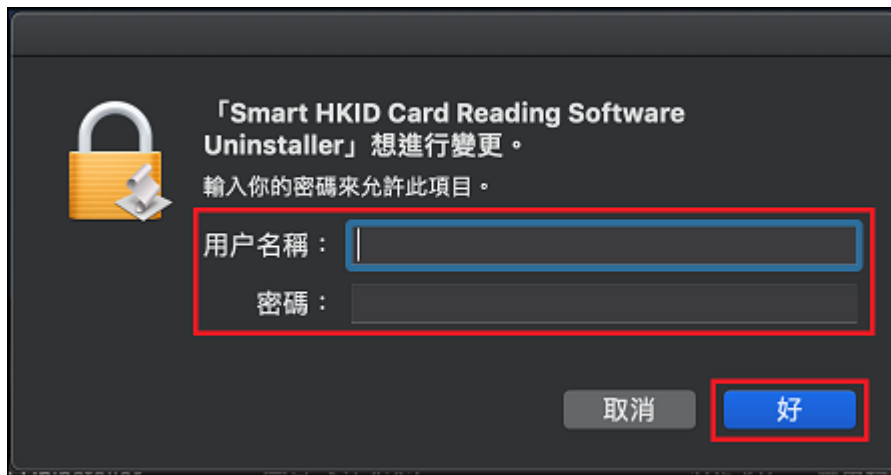 「Smart HKID Card Reading Software
Uninstaller」想進行變更。
輸入你的密碼來允許此項目。
用户名稱：
密碼：
取消
好